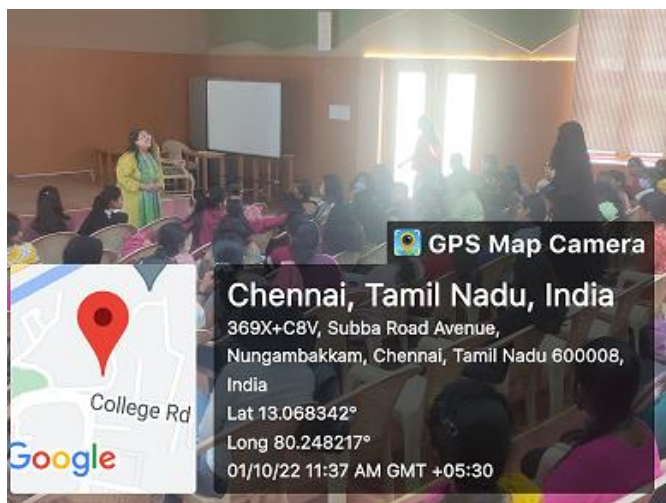 GPS Map Camera
Chennai, Tamil Nadu, India
369X+C8V, Subba Road Avenue,
Nungambakkam, Chennai, Tamil Nadu 600008,
India
Lat 13.068342°
Long 80.248217°
01/10/22 11:37 AM GMT +05:30
College Rd
Google